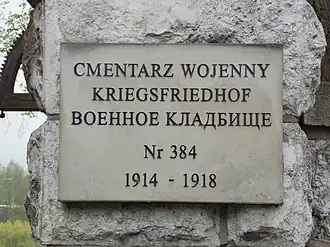 CMENTARZ WOJENNY
KRIEGSFRIEDHOF
ВОЕННОЕ КЛАДБИЩЕ
Nr 384
1914 - 1918